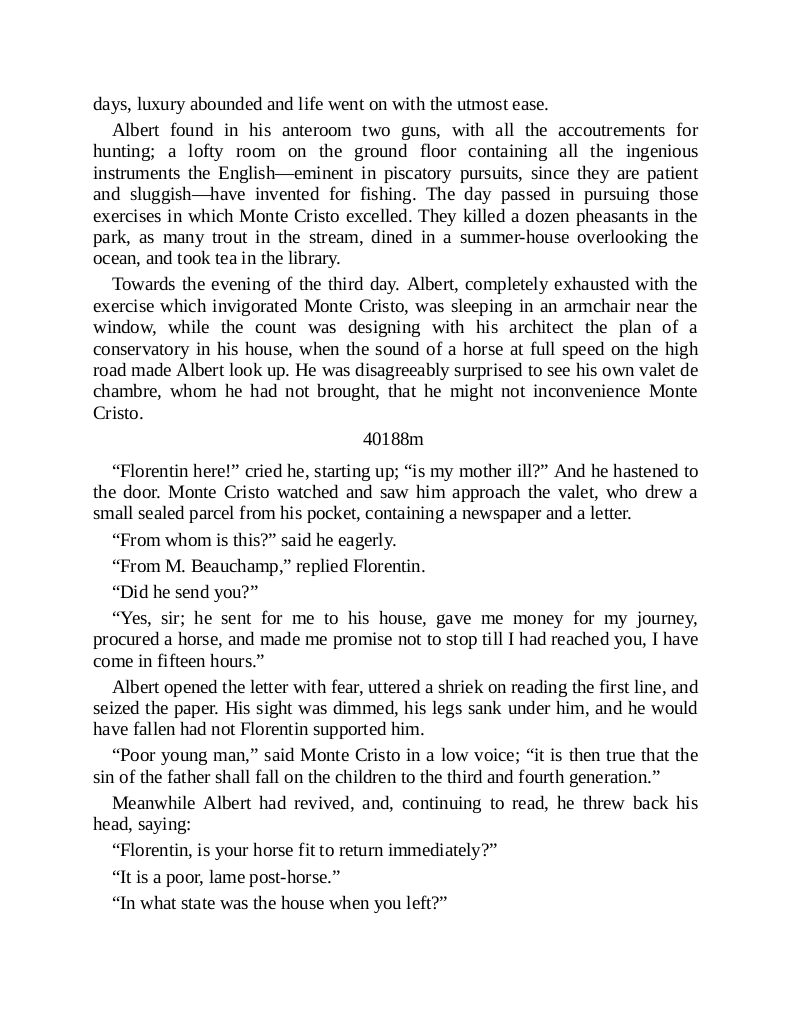 days, luxury abounded and life went on with the utmost ease.
Albert found in his anteroom two guns, with all the accoutrements for
hunting; a lofty room on the ground floor containing all the ingenious
instruments the English—eminent in piscatory pursuits, since they are patient
and sluggish—have invented for fishing. The day passed in pursuing those
exercises in which Monte Cristo excelled. They killed a dozen pheasants in the
park, as many trout in the stream, dined in a summer-house overlooking the
ocean, and took tea in the library.
Towards the evening of the third day. Albert, completely exhausted with the
exercise which invigorated Monte Cristo, was sleeping in an armchair near the
window, while the count was designing with his architect the plan of a
conservatory in his house, when the sound of a horse at full speed on the high
road made Albert look up. He was disagreeably surprised to see his own valet de
chambre, whom he had not brought, that he might not inconvenience Monte
Cristo.
40188m
“Florentin here!” cried he, starting up; “is my mother ill?” And he hastened to
the door. Monte Cristo watched and saw him approach the valet, who drew a
small sealed parcel from his pocket, containing a newspaper and a letter.
“From whom is this?” said he eagerly.
“From M. Beauchamp,” replied Florentin.
“Did he send you?”
“Yes, sir; he sent for me to his house, gave me money for my journey,
procured a horse, and made me promise not to stop till I had reached you, I have
come in fifteen hours.”
Albert opened the letter with fear, uttered a shriek on reading the first line, and
seized the paper. His sight was dimmed, his legs sank under him, and he would
have fallen had not Florentin supported him.
“Poor young man,” said Monte Cristo in a low voice; “it is then true that the
sin of the father shall fall on the children to the third and fourth generation.”
Meanwhile Albert had revived, and, continuing to read, he threw back his
head, saying:
“Florentin, is your horse fit to return immediately?”
“It is a poor, lame post-horse.”
“In what state was the house when you left?”